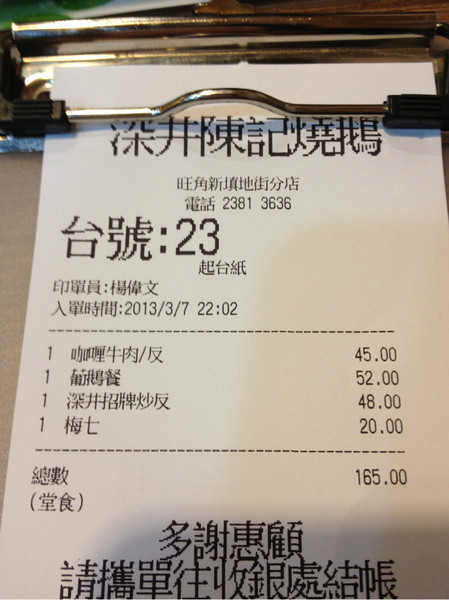 深井陳記燒鵝
旺角新填地街分店
電話 2381 3636
台號:23
起台紙
印單員:楊偉文
入單時間:2013/3/7 22:02
1 咖喱牛肉/反 45.00
1 葡鵝餐 52.00
1 深井招牌炒反 48.00
1 梅七 20.00
總數 165.00
(堂食)
多謝惠顧
請攜單往收銀處結帳